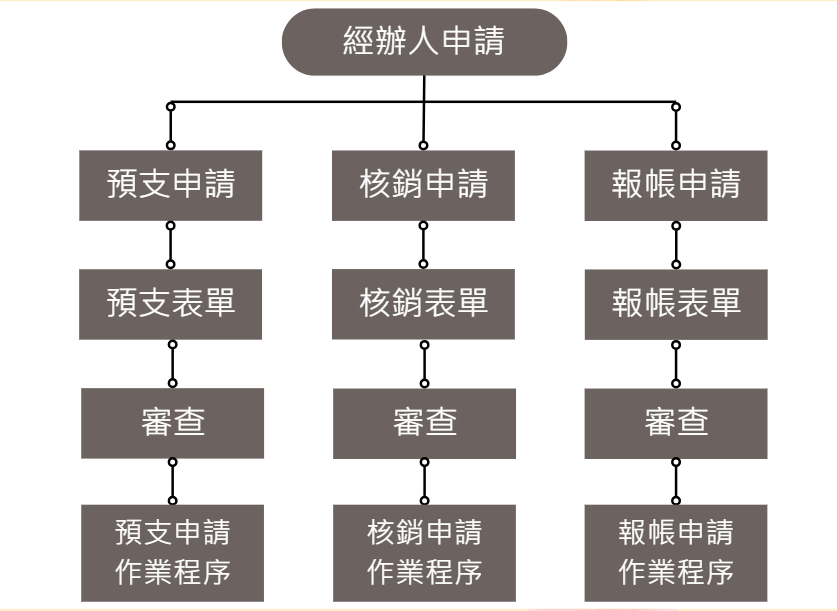 經辦人申請
預支申請
核銷申請
報帳申請
預支表單
核銷表單
報帳表單
審查
審查
審查
預支申請
作業程序
核銷申請
作業程序
報帳申請
作業程序